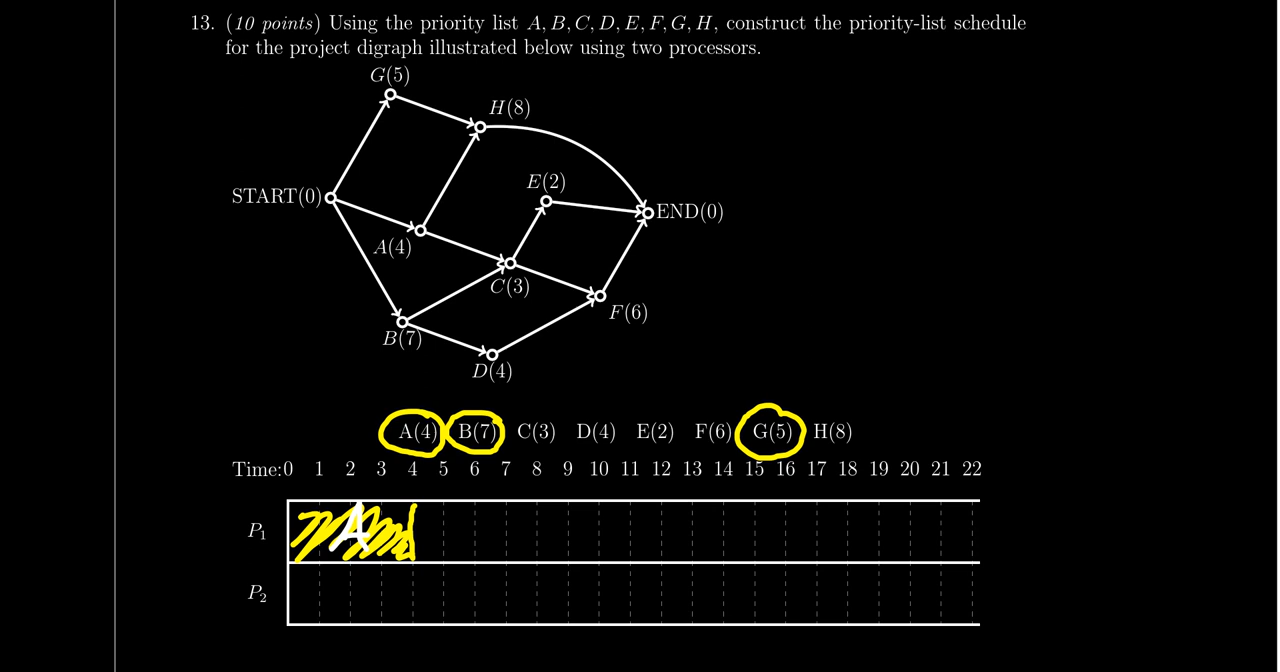 13. (10 points) Using the priority list A, B, C, D, E, F, G, H, construct the priority-list schedule
for the project digraph illustrated below using two processors.
G(5)
H(8)
E(2)
START(0)
END(0)
A(4)
C(3)
F(6)
B(7)
D(4)
A(4) B(7) C(3) D(4) E(2) F(6) G(5) H(8)
Time:0 1 2 3 4 5 6 7 8 9 10 11 12 13 14 15 16 17 18 19 20 21 22
P1 A
P2